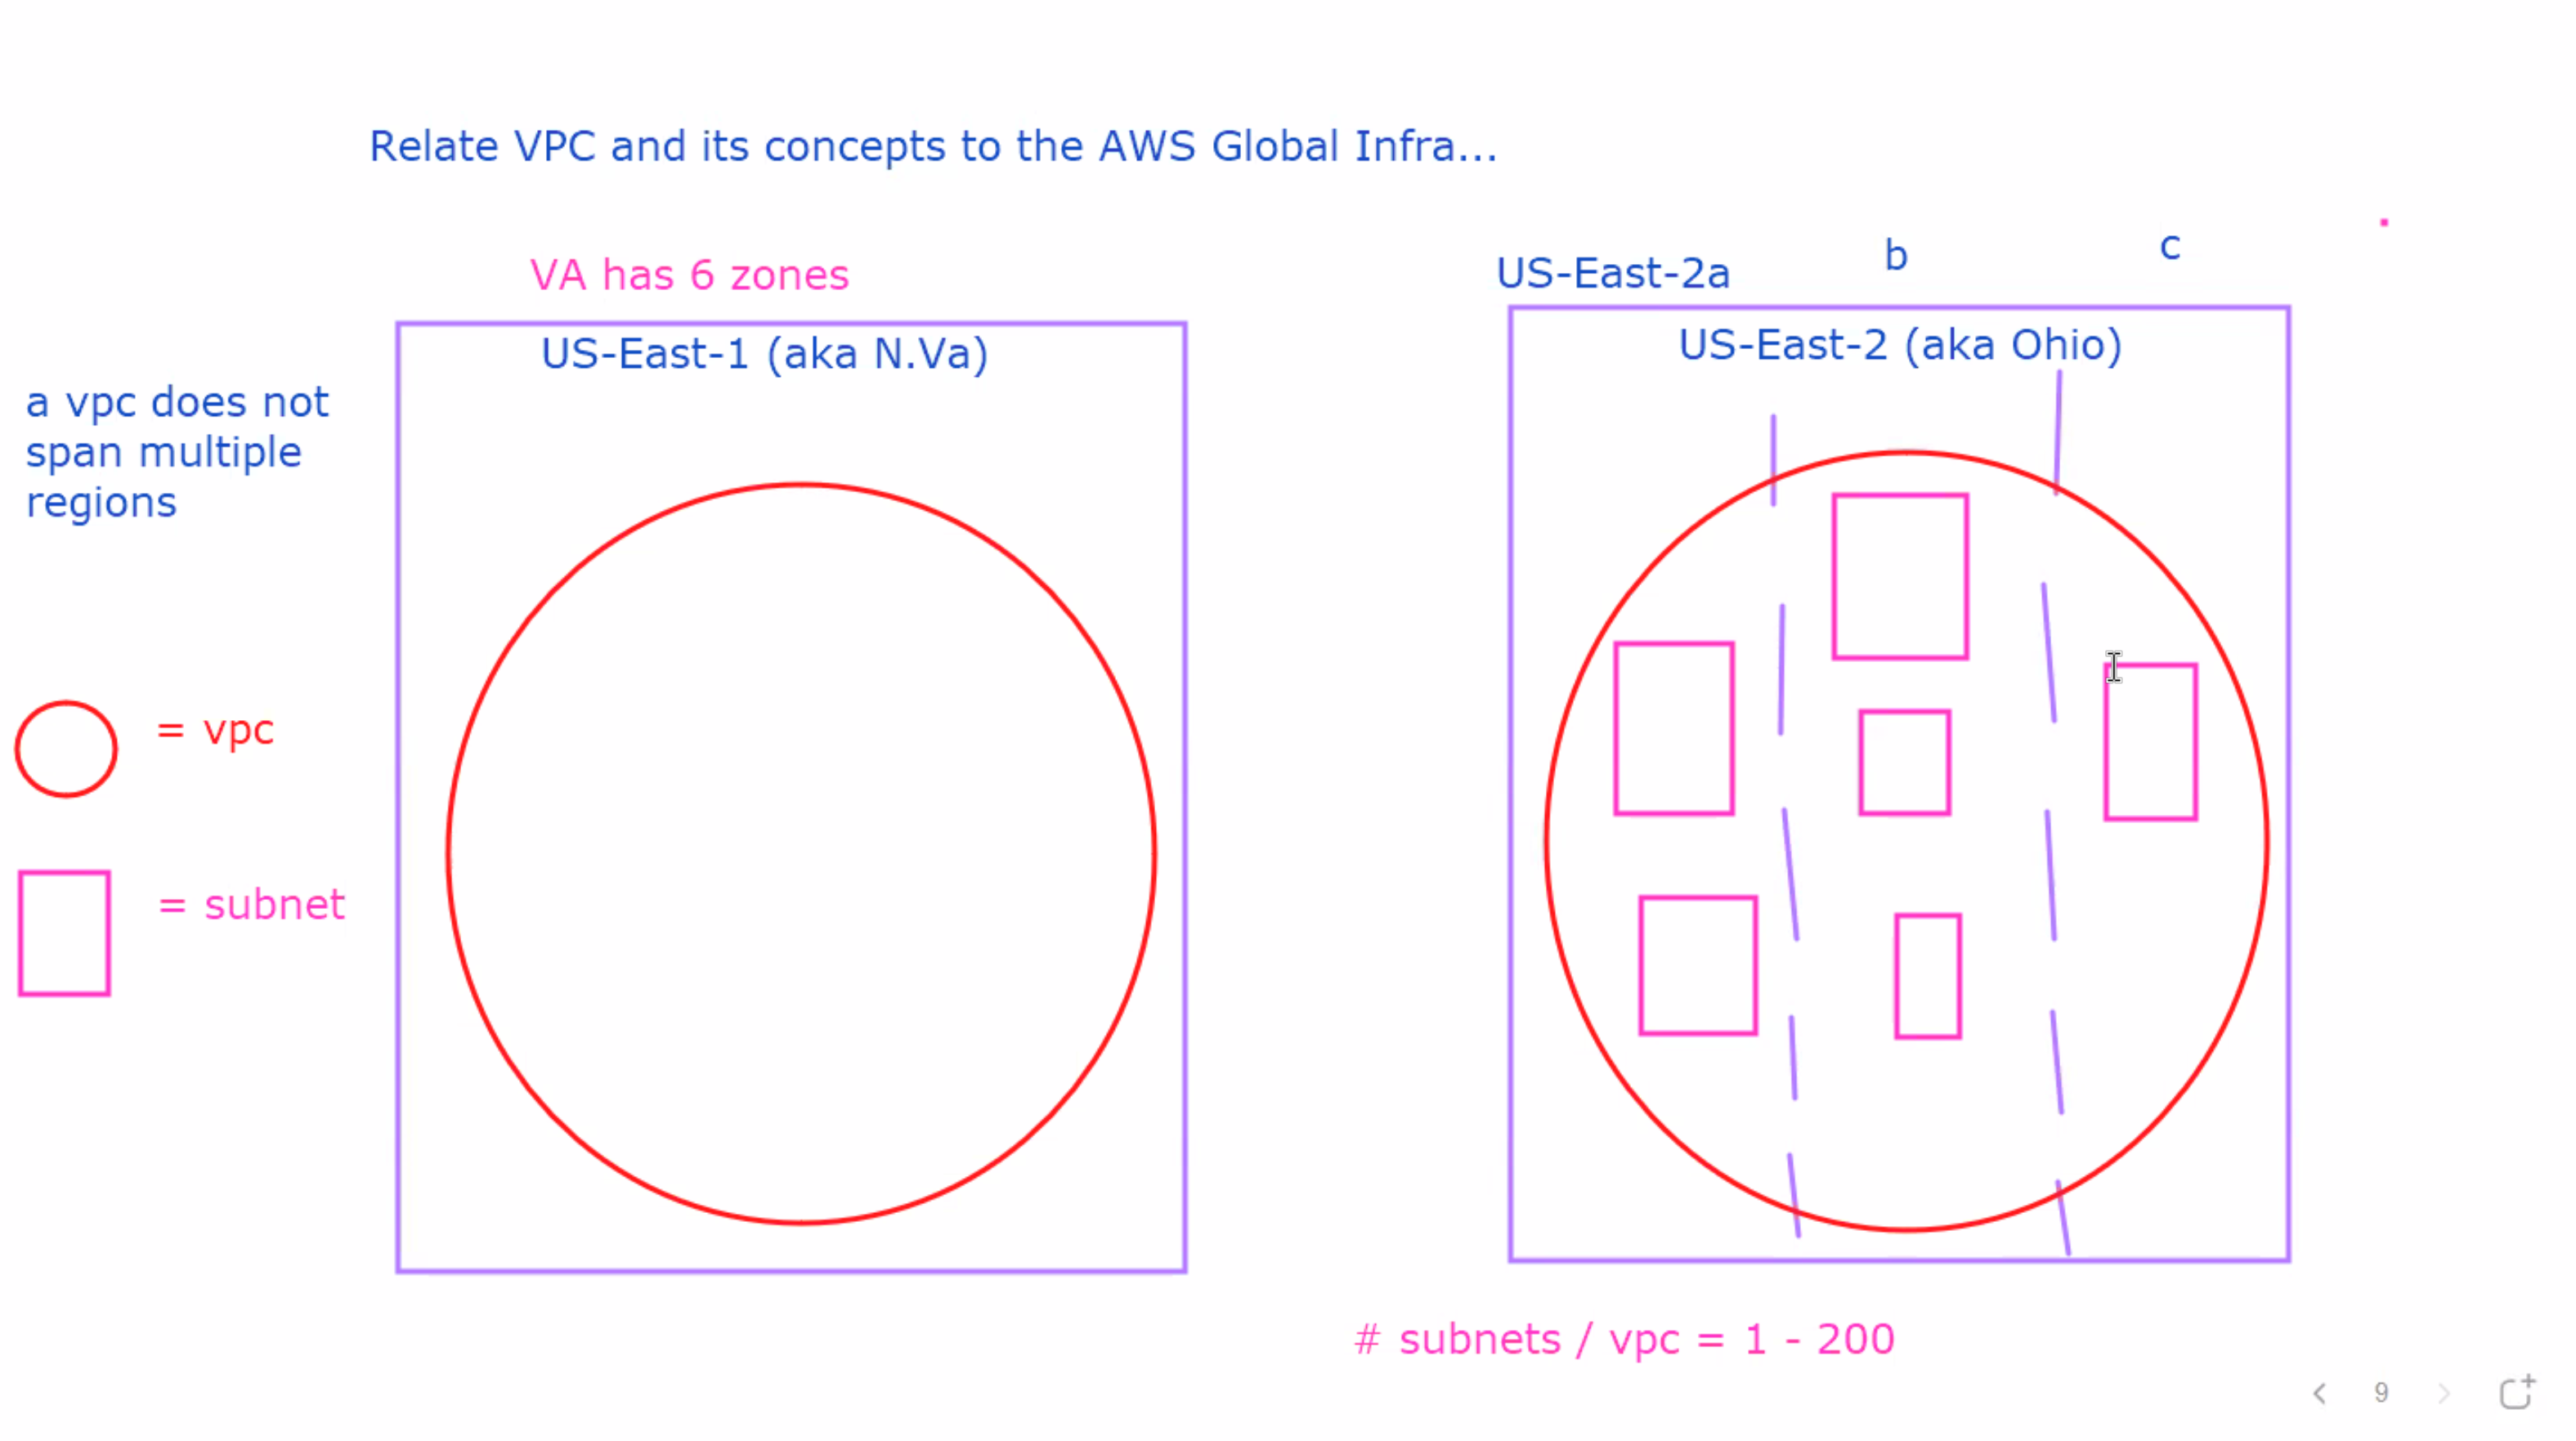 Relate VPC and its concepts to the AWS Global Infra...
VA has 6 zones
US-East-1 (aka N.Va)
a vpc does not
span multiple
regions
= vpc
= subnet
US-East-2a
b
c
US-East-2 (aka Ohio)
# subnets / vpc = 1 - 200
9